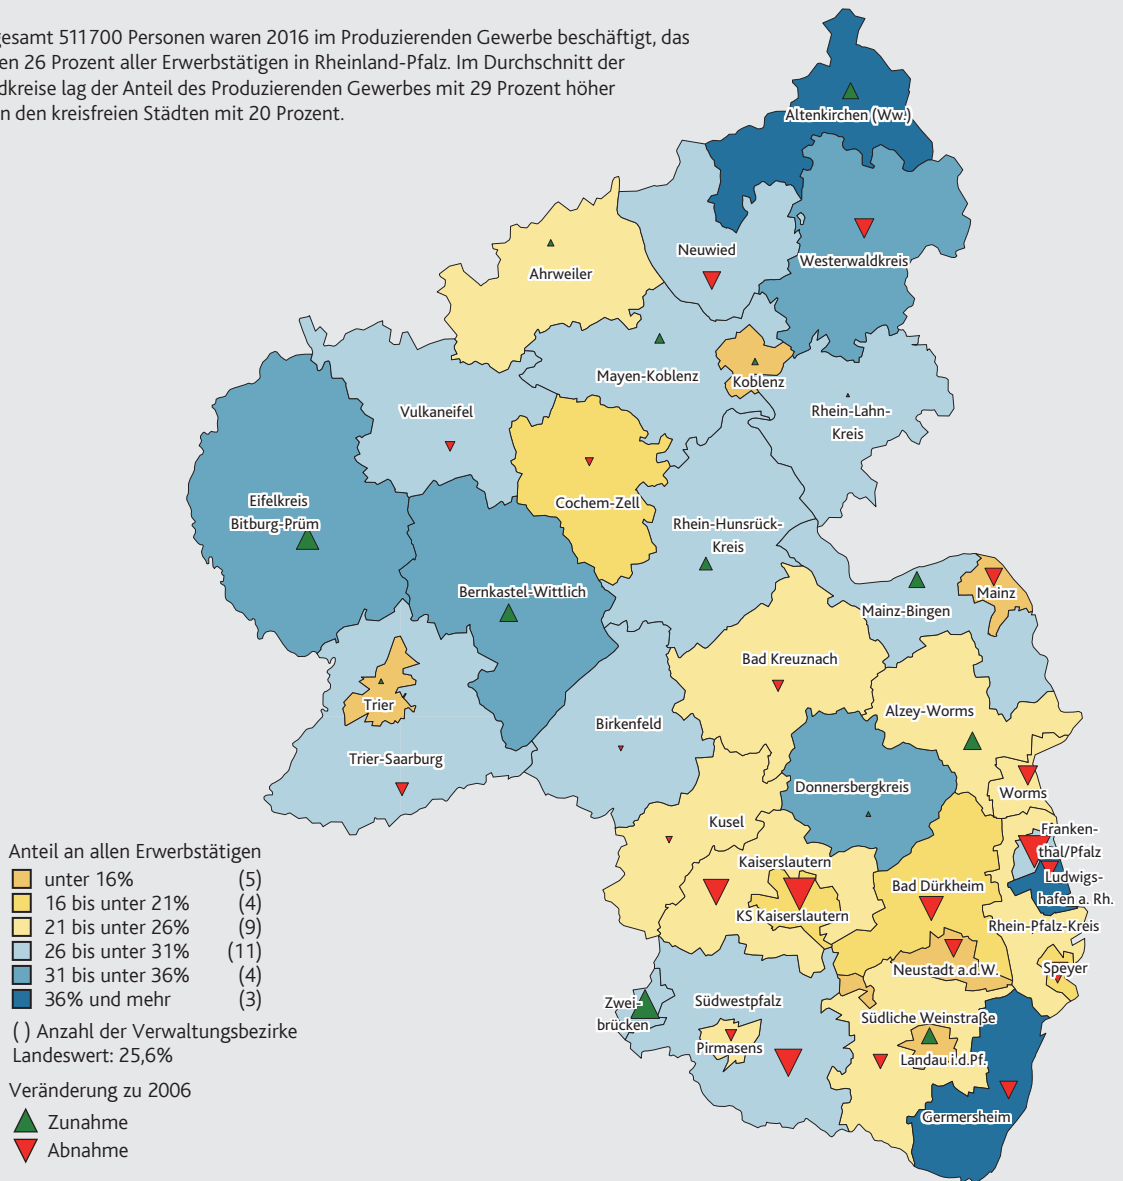 gesamt 511700 Personen waren 2016 im Produzierenden Gewerbe beschäftigt, das
en 26 Prozent aller Erwerbstätigen in Rheinland-Pfalz. Im Durchschnitt der
dkreise lag der Anteil des Produzierenden Gewerbes mit 29 Prozent höher
n den kreisfreien Städten mit 20 Prozent.
Altenkirchen (Ww.)
Neuwied
Westerwaldkreis
Ahrweiler
Mayen-Koblenz
Koblenz
Rhein-Lahn-
Kreis
Vulkaneifel
Cochem-Zell
Eifelkreis
Bitburg-Prüm
Rhein-Hunsrück-
Kreis
Bernkastel-Wittlich
Mainz
Mainz-Bingen
Bad Kreuznach
Trier
Alzey-Worms
Birkenfeld
Trier-Saarburg
Donnersbergkreis
Worms
Kusel
Franken-
thal/Pfalz
Kaiserslautern
Ludwigs-
hafen a. Rh.
Bad Dürkheim
KS Kaiserslautern
Rhein-Pfalz-Kreis
Neustadt a.d.W.
Speyer
Zwei-
brücken
Südwestpfalz
Südliche Weinstraße
Pirmasens
Landau i.d.Pf.
Germersheim
Anteil an allen Erwerbstätigen
unter 16% (5)
16 bis unter 21% (4)
21 bis unter 26% (9)
26 bis unter 31% (11)
31 bis unter 36% (4)
36% und mehr (3)
( ) Anzahl der Verwaltungsbezirke
Landeswert: 25,6%
Veränderung zu 2006
Zunahme
Abnahme